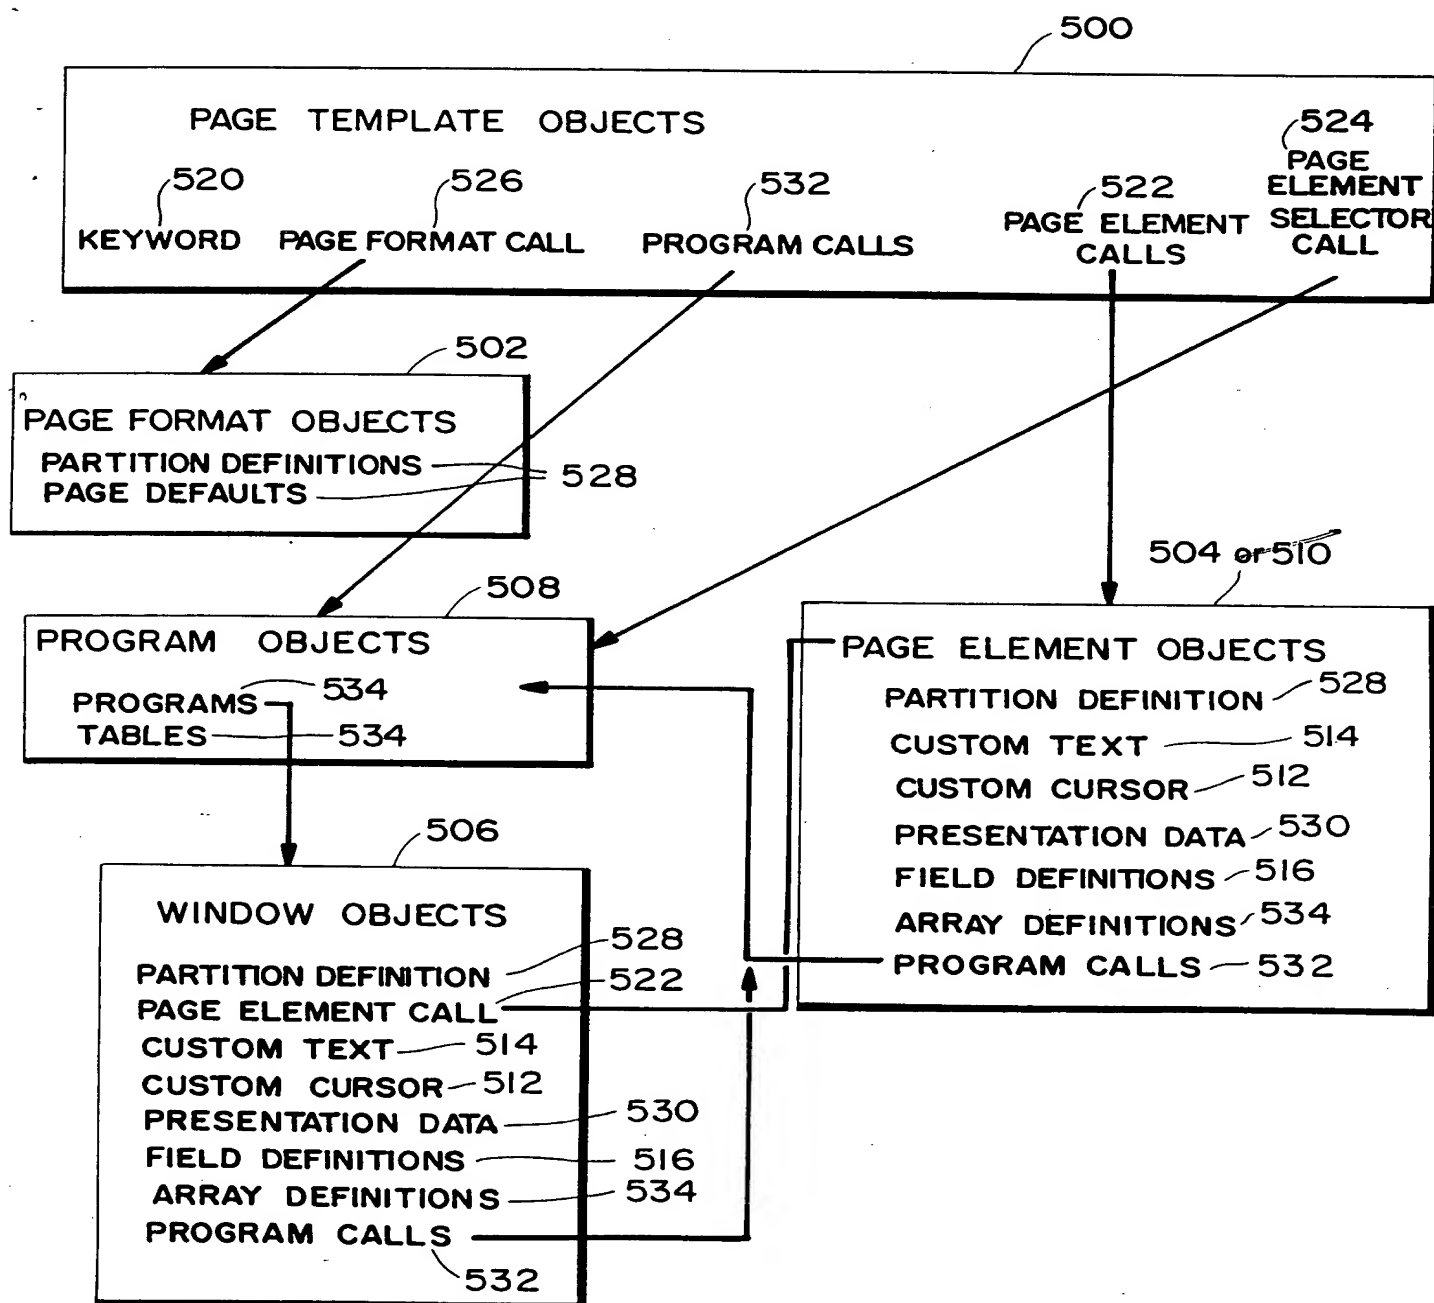 500
PAGE TEMPLATE OBJECTS
524
520
526
532
522
PAGE
ELEMENT
SELECTOR
CALL
KEYWORD
PAGE FORMAT CALL
PROGRAM CALLS
PAGE ELEMENT
CALLS
502
PAGE FORMAT OBJECTS
PARTITION DEFINITIONS
PAGE DEFAULTS
528
504 or 510
508
PROGRAM OBJECTS
PROGRAMS 534
TABLES 534
PAGE ELEMENT OBJECTS
PARTITION DEFINITION 528
CUSTOM TEXT 514
CUSTOM CURSOR 512
PRESENTATION DATA 530
FIELD DEFINITIONS 516
ARRAY DEFINITIONS 534
PROGRAM CALLS 532
506
WINDOW OBJECTS
PARTITION DEFINITION 528
PAGE ELEMENT CALL 522
CUSTOM TEXT 514
CUSTOM CURSOR 512
PRESENTATION DATA 530
FIELD DEFINITIONS 516
ARRAY DEFINITIONS 534
PROGRAM CALLS
532